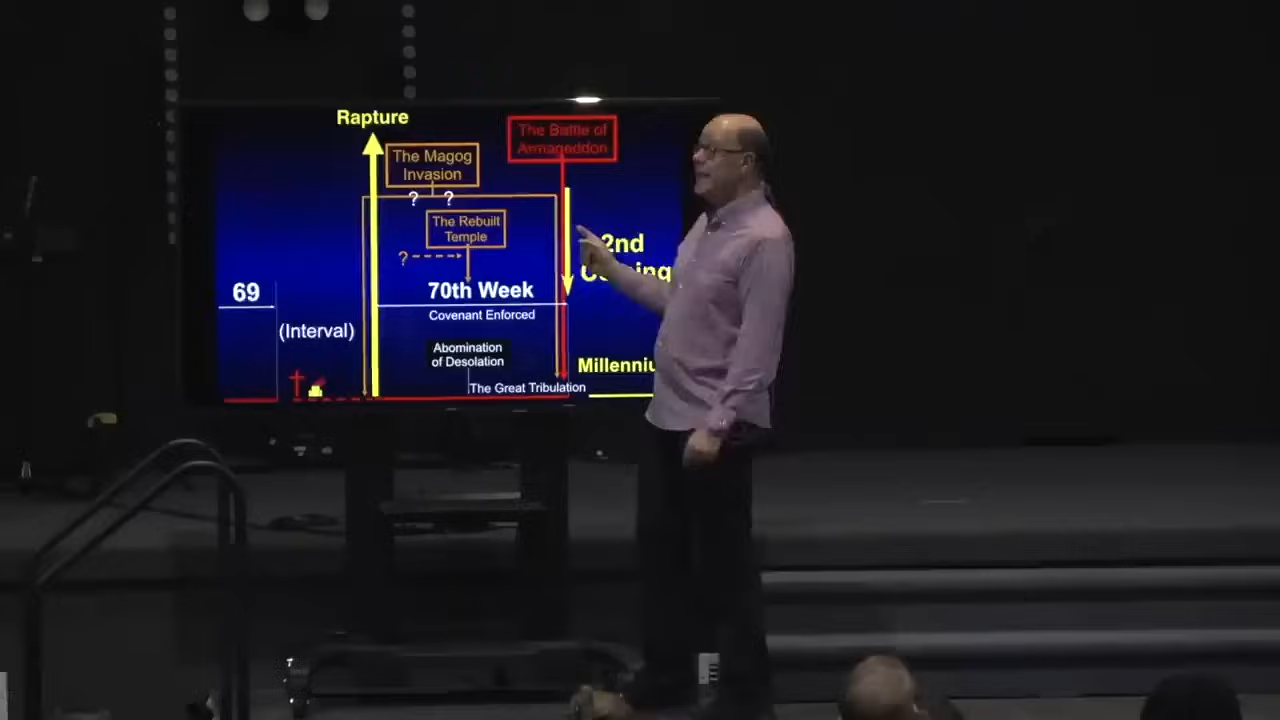 Rapture
The Battle of
Armageddon
The Magog
Invasion
? ?
The Rebuilt
Temple
?
2nd
69
70th Week
Covenant Enforced
(Interval)
Abomination
of Desolation
The Great Tribulation